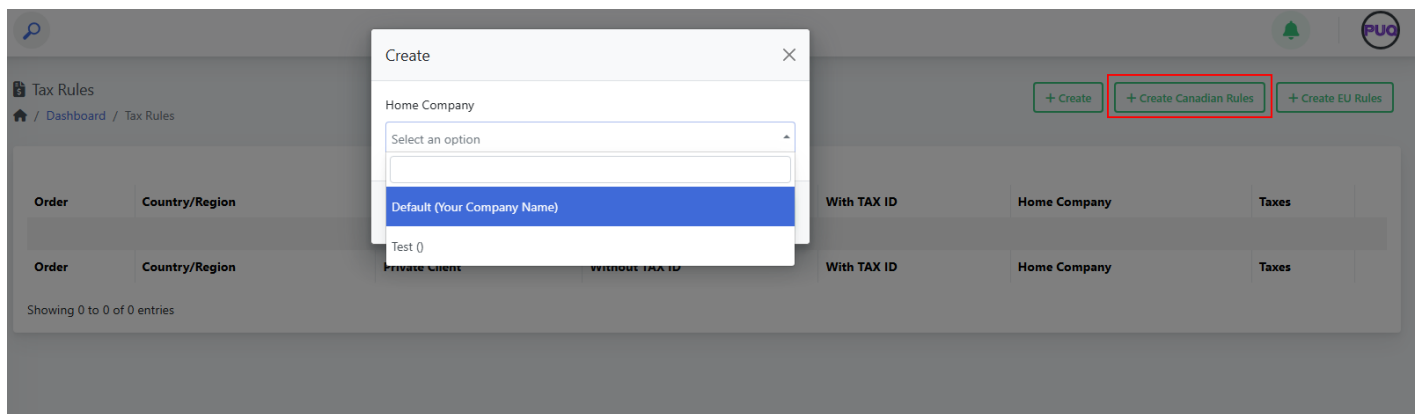 PUQ
Create
Tax Rules
Dashboard / Tax Rules
+ Create
+ Create Canadian Rules
+ Create EU Rules
Home Company
Select an option
Default (Your Company Name)
Test ()
Order Country/Region With TAX ID Home Company Taxes
Order Country/Region Private Client Without TAX ID With TAX ID Home Company Taxes
Showing 0 to 0 of 0 entries